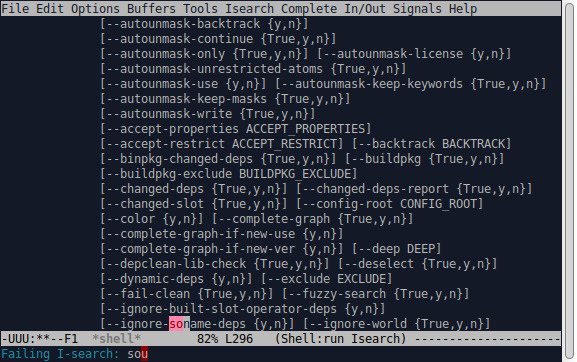 File Edit Options Buffers Tools Isearch Complete In/Out Signals Help
[--autounmask-backtrack {y,n}]
[--autounmask-continue {True,y,n}]
[--autounmask-only {True,y,n}] [--autounmask-license {y,n}]
[--autounmask-unrestricted-atoms {True,y,n}]
[--autounmask-use {y,n}] [--autounmask-keep-keywords {True,y,n}]
[--autounmask-keep-masks {True,y,n}]
[--autounmask-write {True,y,n}]
[--accept-properties ACCEPT_PROPERTIES]
[--accept-restrict ACCEPT_RESTRICT] [--backtrack BACKTRACK]
[--binpkg-changed-deps {True,y,n}] [--buildpkg {True,y,n}]
[--buildpkg-exclude BUILDPKG_EXCLUDE]
[--changed-deps {True,y,n}] [--changed-deps-report {True,y,n}]
[--changed-slot {True,y,n}] [--config-root CONFIG_ROOT]
[--color {y,n}] [--complete-graph {True,y,n}]
[--complete-graph-if-new-use {y,n}]
[--complete-graph-if-new-ver {y,n}] [--deep DEEP]
[--depclean-lib-check {True,y,n}] [--deselect {True,y,n}]
[--dynamic-deps {y,n}] [--exclude EXCLUDE]
[--fail-clean {True,y,n}] [--fuzzy-search {True,y,n}]
[--ignore-built-slot-operator-deps {y,n}]
[--ignore-soname-deps {y,n}] [--ignore-world {True,y,n}]
-UUU:**--F1 *shell* 82% L296 (Shell:run Isearch) ---------------------
Failing I-search: sou